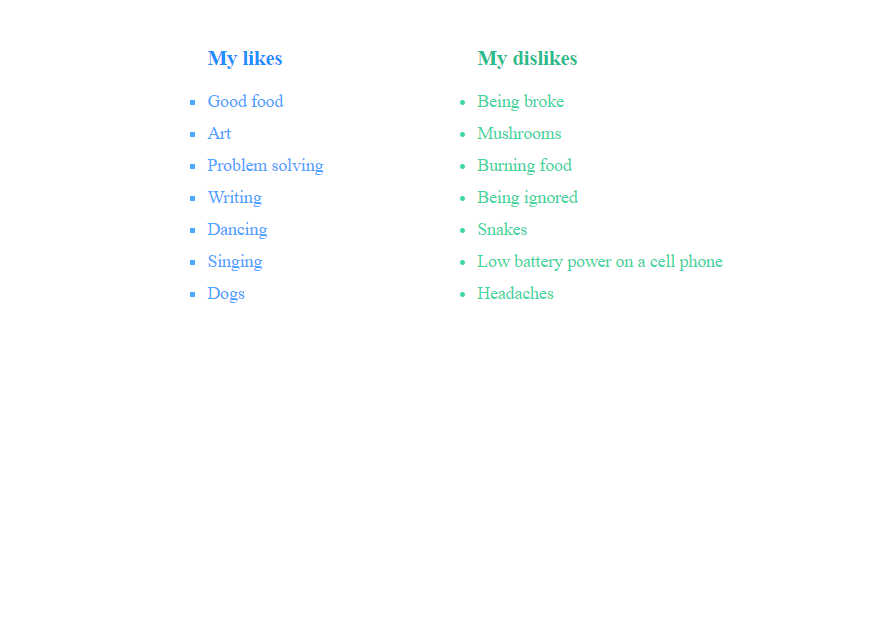 My likes
Good food
Art
Problem solving
Writing
Dancing
Singing
Dogs
My dislikes
Being broke
Mushrooms
Burning food
Being ignored
Snakes
Low battery power on a cell phone
Headaches